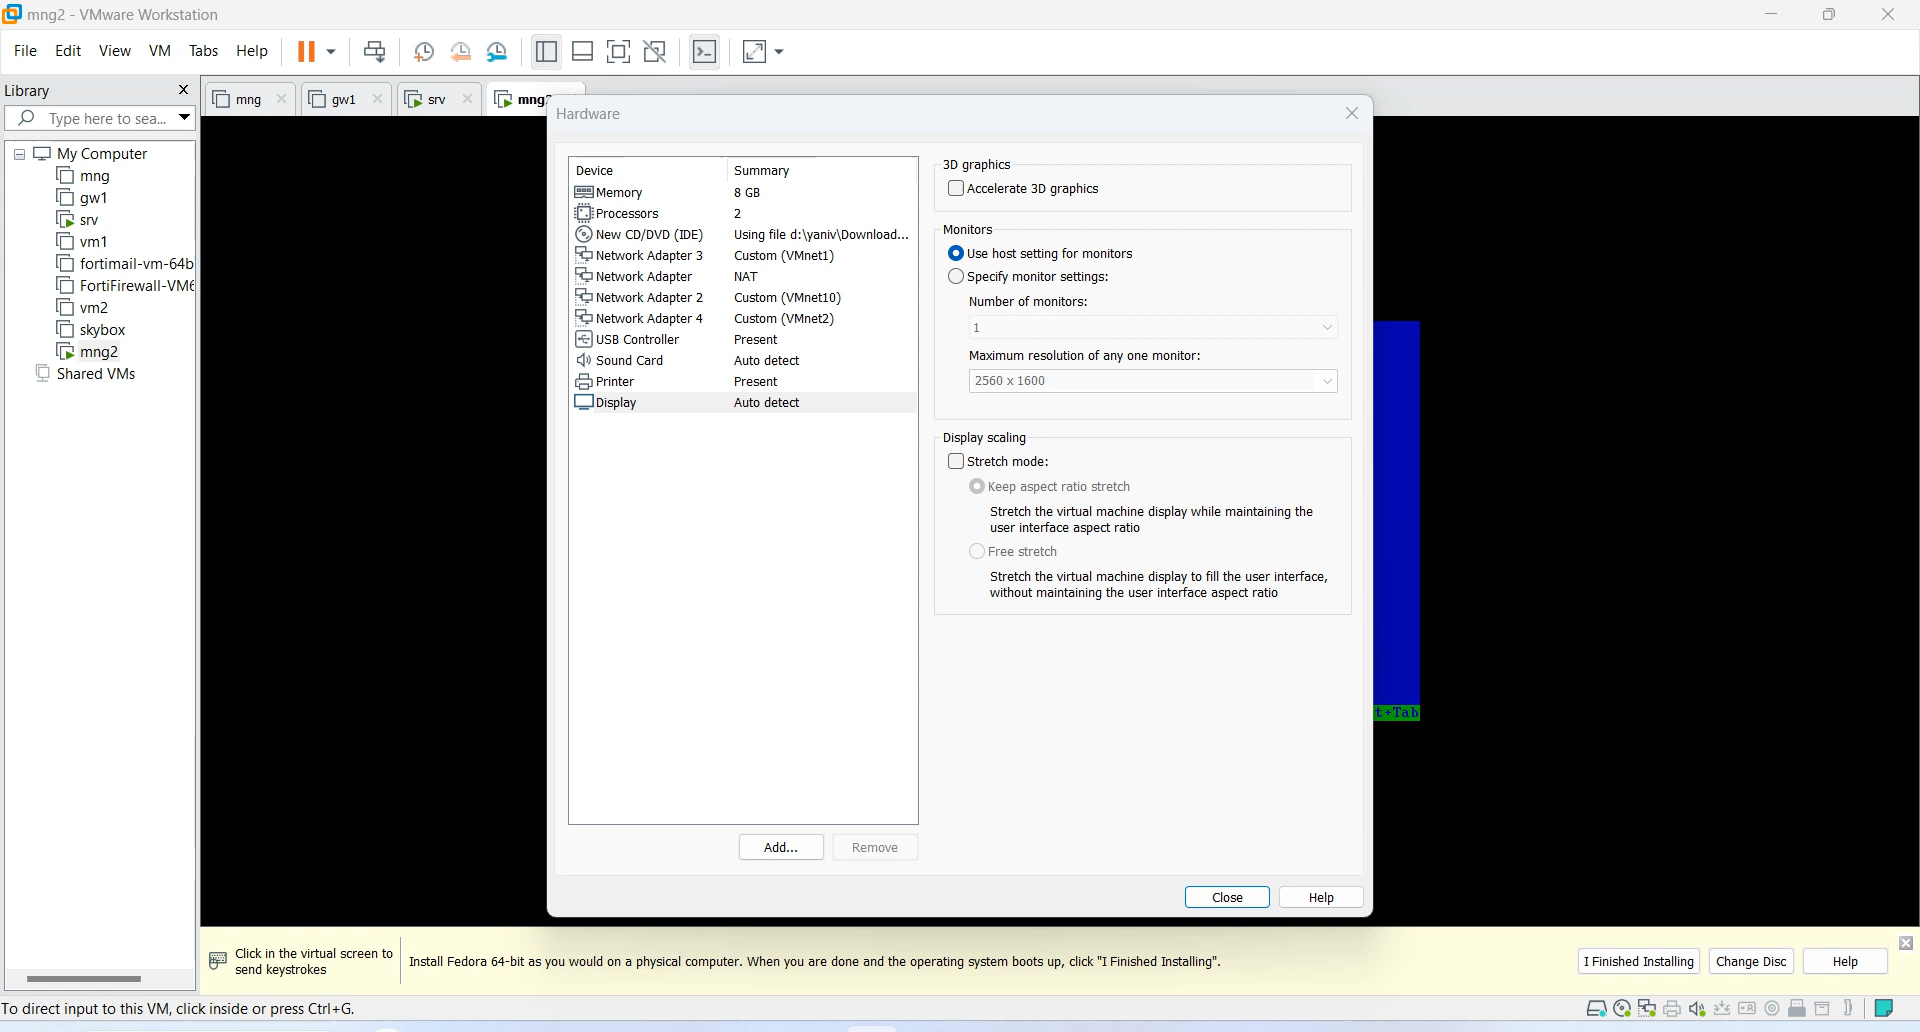 mng2 - VMware Workstation
File Edit View VM Tabs Help
Library
Type here to sea...
My Computer
mng
gw1
srv
vm1
fortimail-vm-64b
FortiFirewall-VM6
vm2
skybox
mng2
Shared VMs
mng gw1 srv mng2
Hardware
Device Summary
Memory 8 GB
Processors 2
New CD/DVD (IDE) Using file d:\yaniv\Download...
Network Adapter 3 Custom (VMnet1)
Network Adapter NAT
Network Adapter 2 Custom (VMnet10)
Network Adapter 4 Custom (VMnet2)
USB Controller Present
Sound Card Auto detect
Printer Present
Display Auto detect
Add... Remove
3D graphics
Accelerate 3D graphics
Monitors
Use host setting for monitors
Specify monitor settings:
Number of monitors:
1
Maximum resolution of any one monitor:
2560 x 1600
Display scaling
Stretch mode:
Keep aspect ratio stretch
Stretch the virtual machine display while maintaining the
user interface aspect ratio
Free stretch
Stretch the virtual machine display to fill the user interface,
without maintaining the user interface aspect ratio
Close Help
t+Tab
Click in the virtual screen to
send keystrokes
Install Fedora 64-bit as you would on a physical computer. When you are done and the operating system boots up, click "I Finished Installing".
I Finished Installing Change Disc Help
To direct input to this VM, click inside or press Ctrl+G.